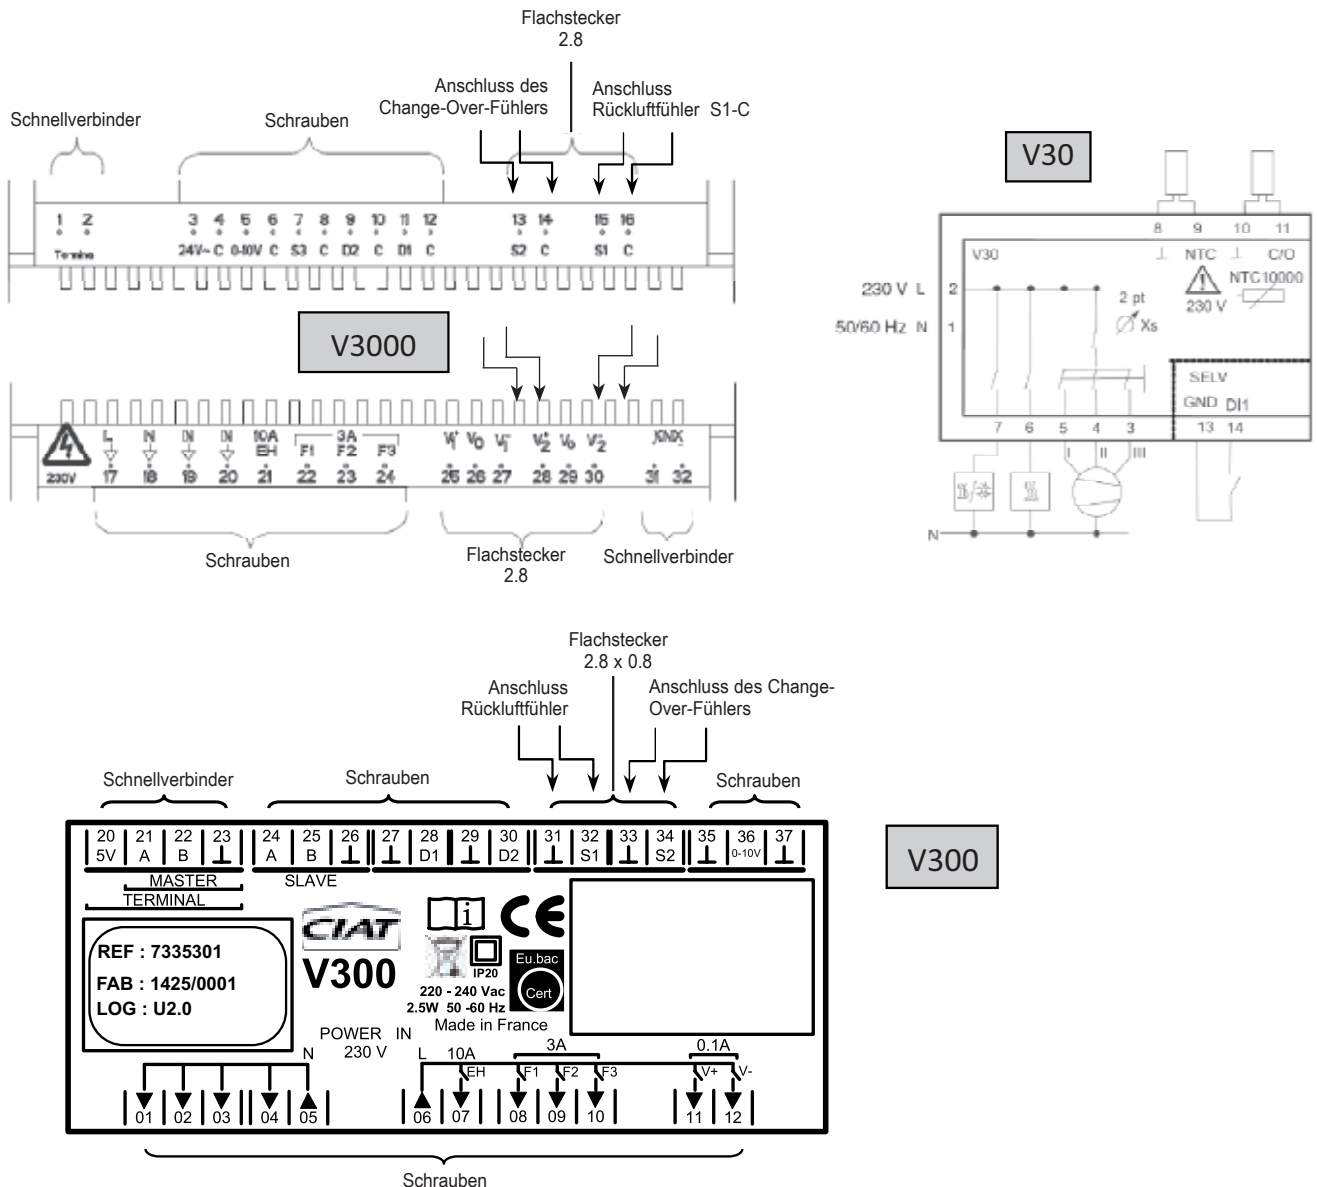 Flachstecker
2.8
Anschluss des
Change-Over-Fühlers
Anschluss
Rückluftfühler S1-C
Schnellverbinder
Schrauben
1 2
3 4 5 6 7 8 9 10 11 12
13 14 15 16
24V~ C 0-10V C S3 C D2 C D1 C
S2 C S1 C
V3000
L N N N 10A 3A
EH F1 F2 F3
V1+ V0 V1- V2+ V0 V2-
KNX
230V 17 18 19 20 21 22 23 24 25 26 27 28 29 30 31 32
Schrauben
Flachstecker
2.8
Schnellverbinder
V30
8 9 10 11
V30
⊥ NTC ⊥ C/O
NTC10000
230 V
230 V L 2
50/60 Hz N 1
2 pt
Xs
SELV
GND DI1
7 6 5 4 3 13 14
I II III
N
Flachstecker
2.8 x 0.8
Anschluss
Rückluftfühler
Anschluss des Change-
Over-Fühlers
Schnellverbinder
Schrauben
Schrauben
20 21 22 23 24 25 26 27 28 29 30 31 32 33 34 35 36 37
5V A B ⊥ A B ⊥ ⊥ D1 ⊥ D2 ⊥ S1 ⊥ S2 ⊥ 0-10V ⊥
MASTER
SLAVE
TERMINAL
REF : 7335301
FAB : 1425/0001
LOG : U2.0
CIAT
V300
i
CE
IP20
Eu.bac
Cert
220 - 240 Vac
2.5W 50 -60 Hz
Made in France
POWER IN
230 V
N L 10A 3A 0.1A
EH F1 F2 F3 V+ V-
01 02 03 04 05 06 07 08 09 10 11 12
Schrauben
V300